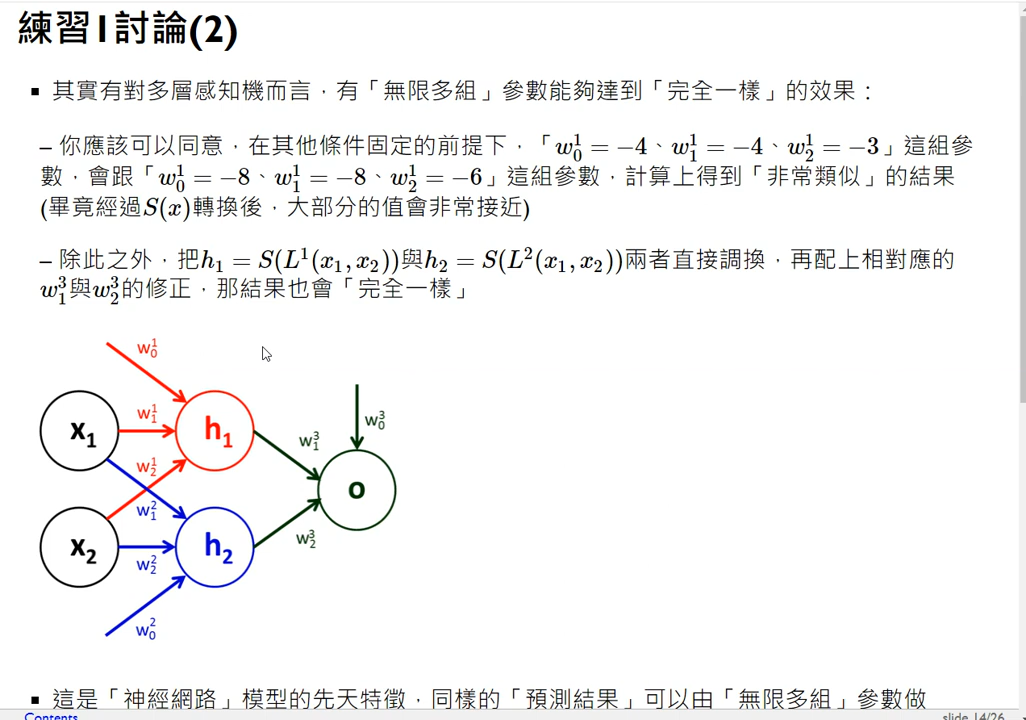 練習1討論(2)
▪ 其實有對多層感知機而言，有「無限多組」參數能夠達到「完全一樣」的效果：
– 你應該可以同意，在其他條件固定的前提下，「w₀¹ = −4、w₁¹ = −4、w₂¹ = −3」這組參
數，會跟「w₀¹ = −8、w₁¹ = −8、w₂¹ = −6」這組參數，計算上得到「非常類似」的結果
(畢竟經過S(x)轉換後，大部分的值會非常接近)
– 除此之外，把h₁ = S(L¹(x₁, x₂))與h₂ = S(L²(x₁, x₂))兩者直接調換，再配上相對應的
w₁³與w₂³的修正，那結果也會「完全一樣」
w₀¹
x₁
w₁¹
h₁
w₂¹
w₁³
w₀³
o
w₁²
x₂
w₂²
h₂
w₂³
w₀²
▪ 這是「神經網路」模型的先天特徵，同樣的「預測結果」可以由「無限多組」參數做
Contents
slide 14/26